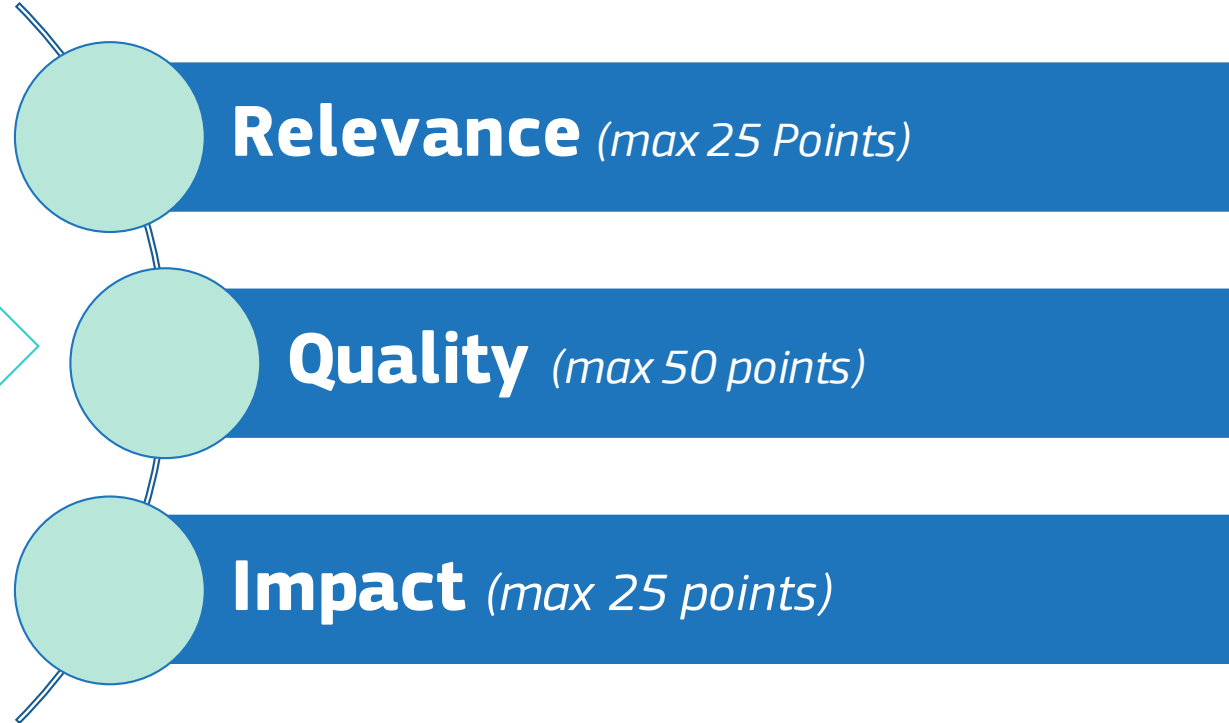 Relevance (max 25 Points)
Quality (max 50 points)
Impact (max 25 points)